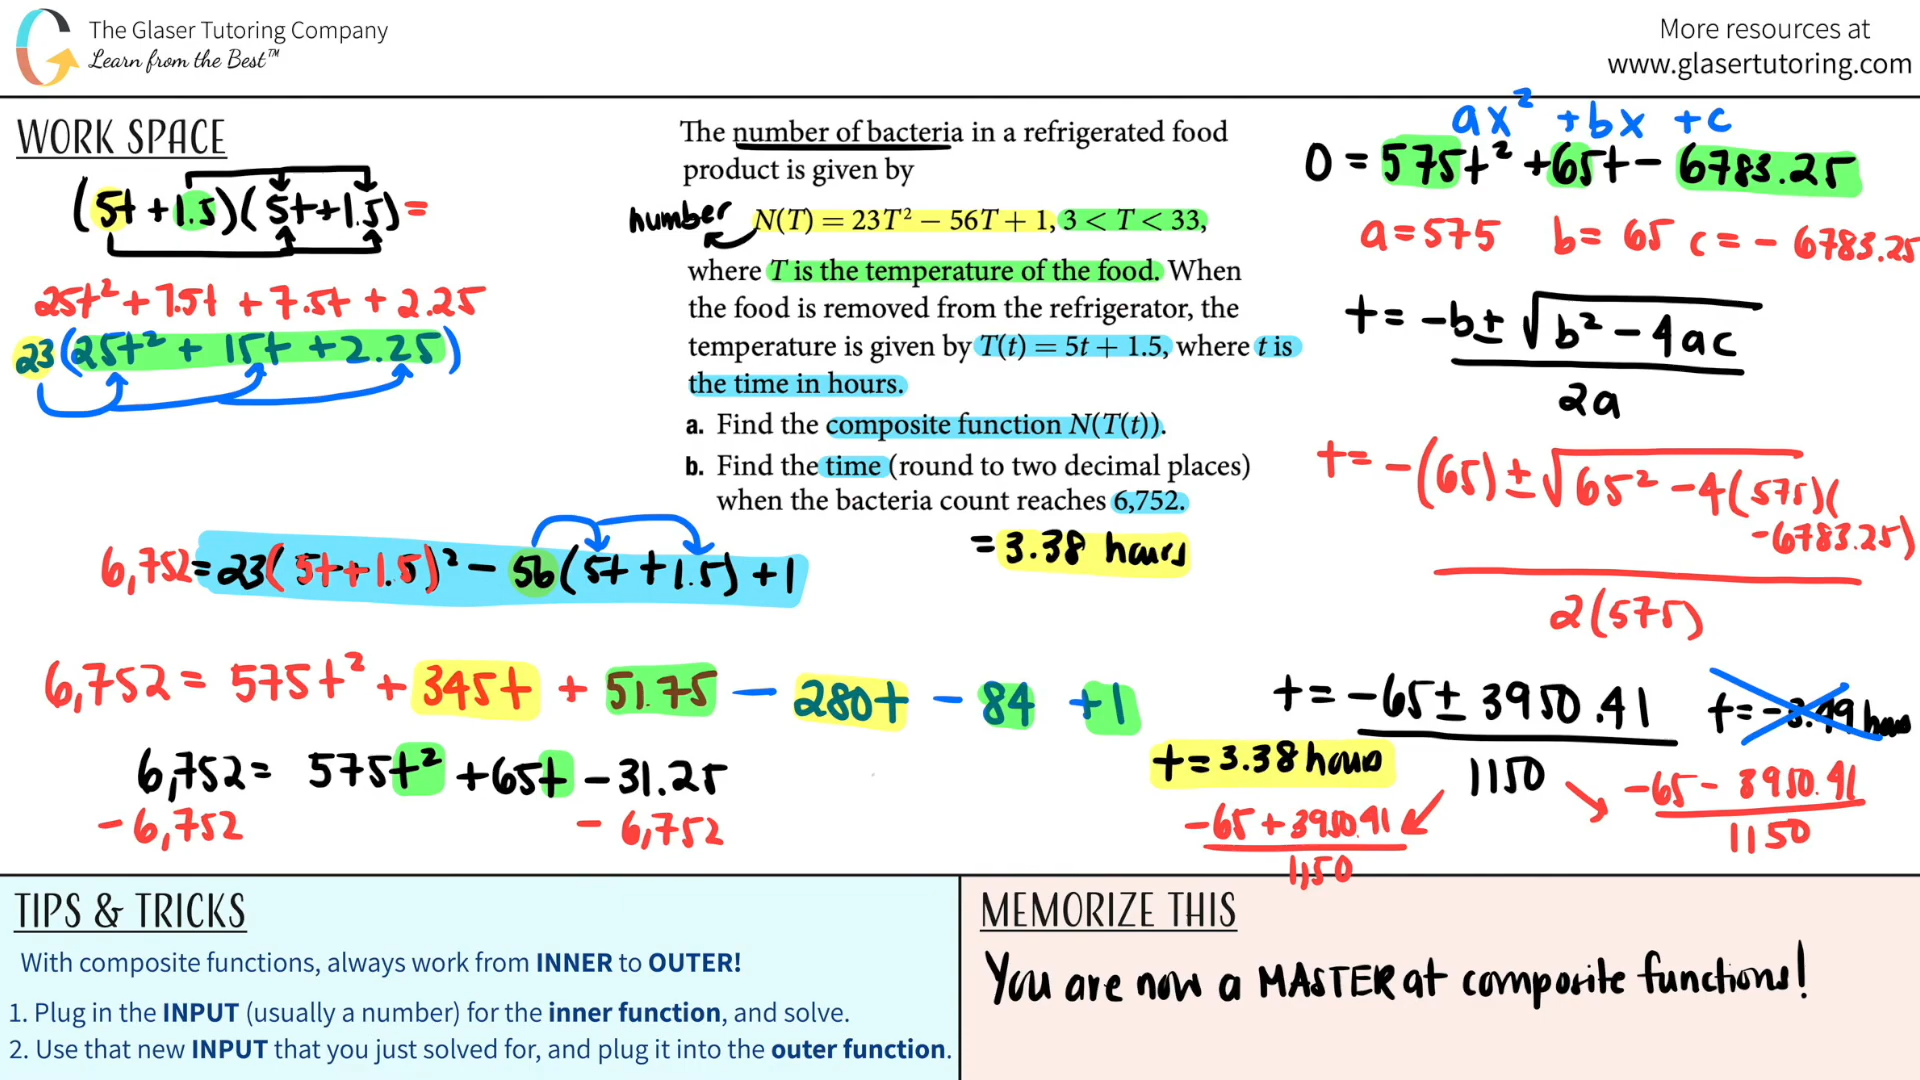 The Glaser Tutoring Company
Learn from the Best™
More resources at
www.glasertutoring.com
WORK SPACE
(5t + 1.5)(5t + 1.5) =
25t² + 7.5t + 7.5t + 2.25
23(25t² + 15t + 2.25)
6,752 = 23(5t + 1.5)² − 56(5t + 1.5) + 1
6,752 = 575t² + 345t + 51.75 − 280t − 84 + 1
6,752 = 575t² + 65t − 31.25
− 6,752 − 6,752
The number of bacteria in a refrigerated food
product is given by
number
N(T) = 23T² − 56T + 1, 3 < T < 33,
where T is the temperature of the food. When
the food is removed from the refrigerator, the
temperature is given by T(t) = 5t + 1.5, where t is
the time in hours.
a. Find the composite function N(T(t)).
b. Find the time (round to two decimal places)
when the bacteria count reaches 6,752.
= 3.38 hours
ax² + bx + c
0 = 575t² + 65t − 6783.25
a = 575 b = 65 c = − 6783.25
t = −b ± √b² − 4ac
2a
t = −(65) ± √65² − 4(575)(
−6783.25)
2(575)
t = −65 ± 3950.41
1150
t = −3.49 hours
t = 3.38 hours
−65 + 3950.41
1,150
−65 − 3950.41
1150
TIPS & TRICKS
With composite functions, always work from INNER to OUTER!
1. Plug in the INPUT (usually a number) for the inner function, and solve.
2. Use that new INPUT that you just solved for, and plug it into the outer function.
MEMORIZE THIS
You are now a MASTER at composite functions!